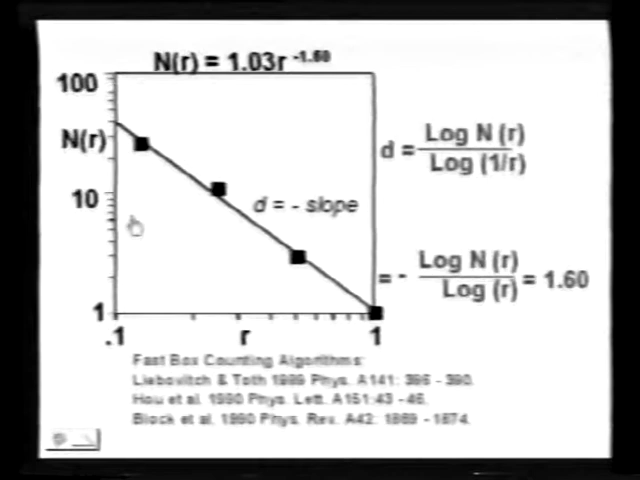 N(r) = 1.03r -1.60
100
N(r)
10
1
.1
r
1
d = - slope
d = Log N (r)
Log (1/r)
= - Log N (r) = 1.60
Log (r)
Fast Box Counting Algorithms:
Liebovitch & Toth 1989 Phys. A141: 386 - 390.
Hou et al. 1990 Phys. Lett. A151:43 - 46.
Block et al. 1990 Phys. Rev. A42: 1869 - 1874.